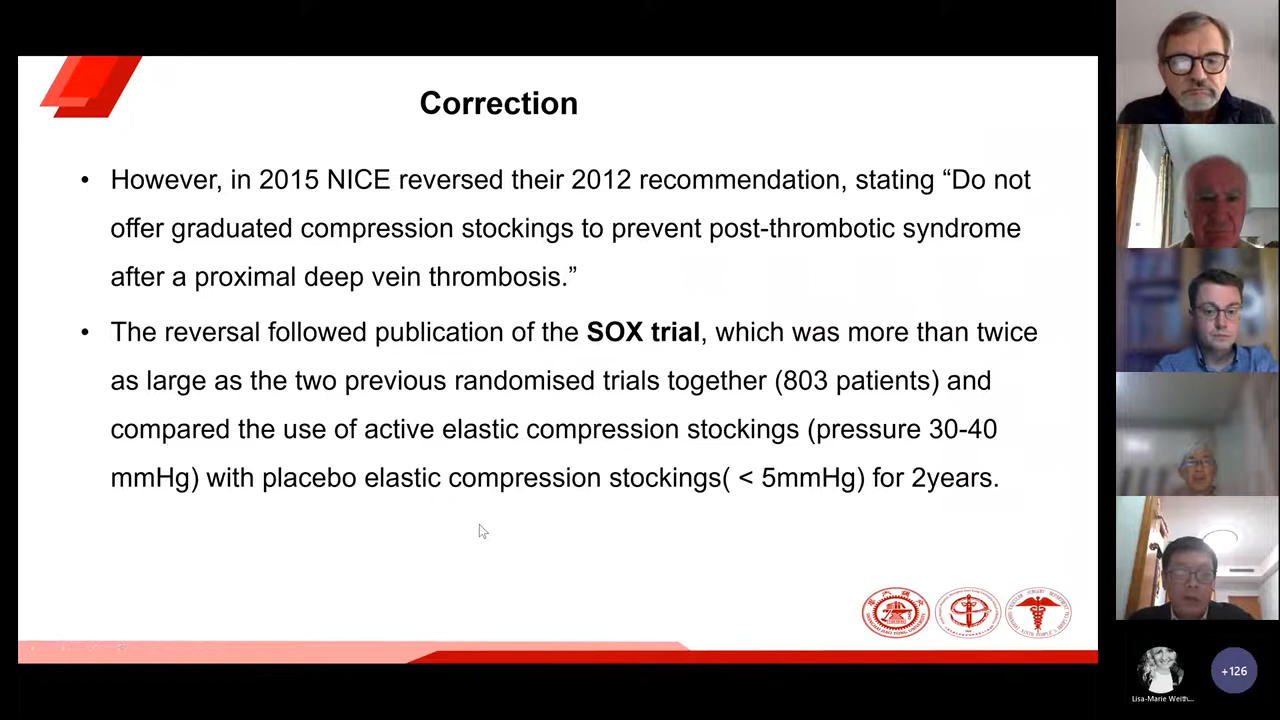 Correction
• However, in 2015 NICE reversed their 2012 recommendation, stating “Do not
offer graduated compression stockings to prevent post-thrombotic syndrome
after a proximal deep vein thrombosis.”
• The reversal followed publication of the SOX trial, which was more than twice
as large as the two previous randomised trials together (803 patients) and
compared the use of active elastic compression stockings (pressure 30-40
mmHg) with placebo elastic compression stockings( < 5mmHg) for 2years.
Lisa-Marie Weith...
+126